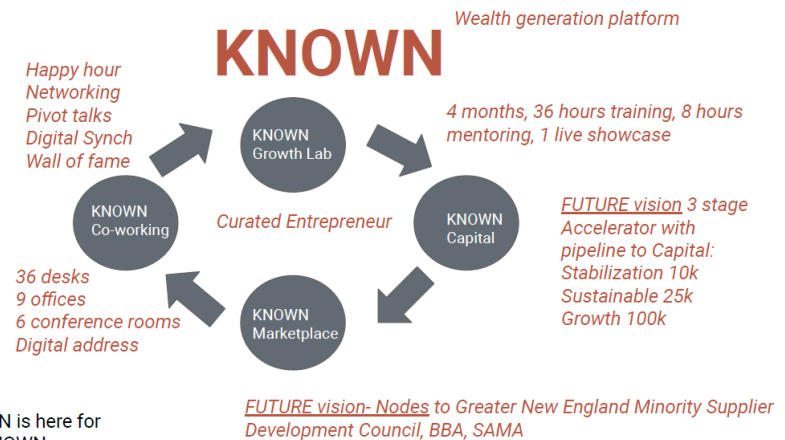 Wealth generation platform
KNOWN
Happy hour
Networking
Pivot talks
Digital Synch
Wall of fame
KNOWN
Growth Lab
4 months, 36 hours training, 8 hours
mentoring, 1 live showcase
KNOWN
Co-working
Curated Entrepreneur
KNOWN
Capital
FUTURE vision 3 stage
Accelerator with
pipeline to Capital:
Stabilization 10k
Sustainable 25k
Growth 100k
36 desks
9 offices
6 conference rooms
Digital address
KNOWN
Marketplace
FUTURE vision- Nodes to Greater New England Minority Supplier
Development Council, BBA, SAMA
N is here for